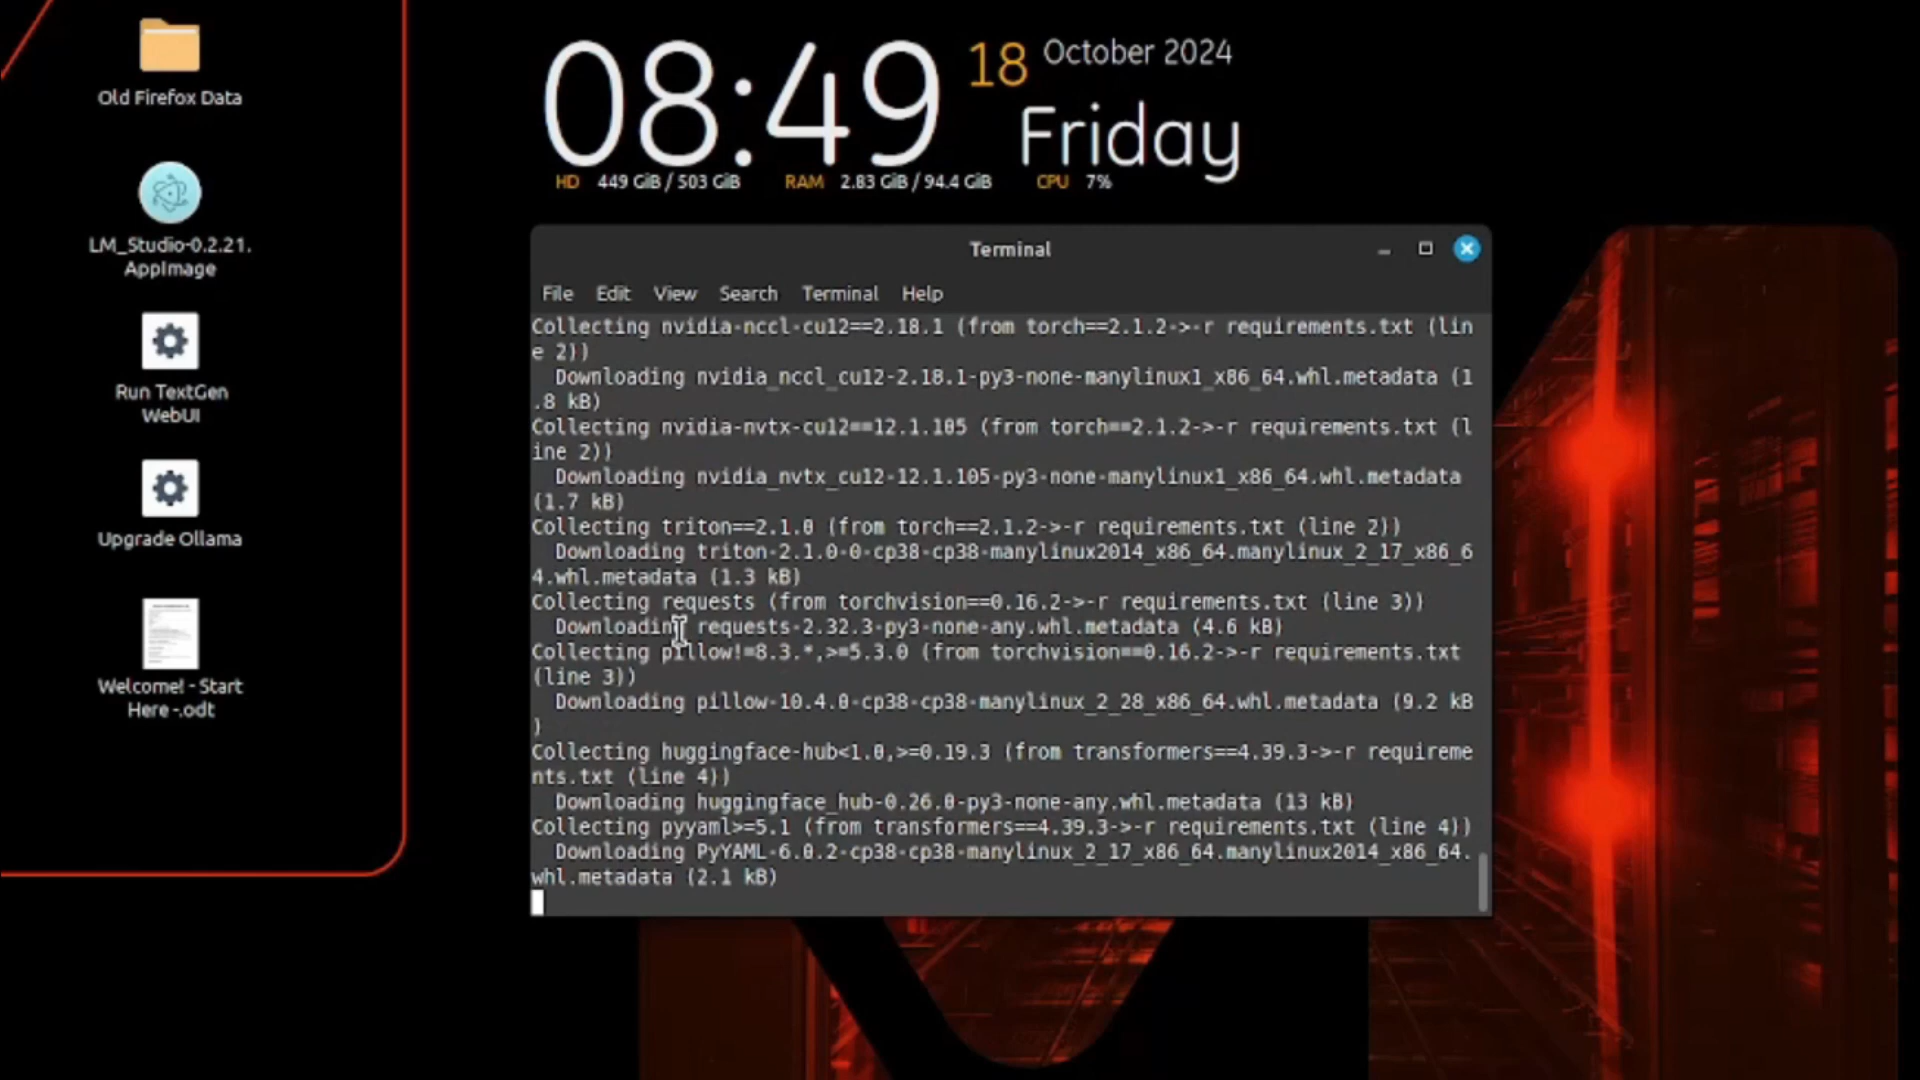 Old Firefox Data
LM_Studio-0.2.21.
AppImage
Run TextGen
WebUI
Upgrade Ollama
Welcome! - Start
Here -.odt
08:49
18 October 2024
Friday
HD 449 GiB / 503 GiB RAM 2.83 GiB / 94.4 GiB CPU 7%
Terminal
File Edit View Search Terminal Help
Collecting nvidia-nccl-cu12==2.18.1 (from torch==2.1.2->-r requirements.txt (lin
e 2))
Downloading nvidia_nccl_cu12-2.18.1-py3-none-manylinux1_x86_64.whl.metadata (1
.8 kB)
Collecting nvidia-nvtx-cu12==12.1.105 (from torch==2.1.2->-r requirements.txt (l
ine 2))
Downloading nvidia_nvtx_cu12-12.1.105-py3-none-manylinux1_x86_64.whl.metadata
(1.7 kB)
Collecting triton==2.1.0 (from torch==2.1.2->-r requirements.txt (line 2))
Downloading triton-2.1.0-0-cp38-cp38-manylinux2014_x86_64.manylinux_2_17_x86_6
4.whl.metadata (1.3 kB)
Collecting requests (from torchvision==0.16.2->-r requirements.txt (line 3))
Downloading requests-2.32.3-py3-none-any.whl.metadata (4.6 kB)
Collecting pillow!=8.3.*,>=5.3.0 (from torchvision==0.16.2->-r requirements.txt
(line 3))
Downloading pillow-10.4.0-cp38-cp38-manylinux_2_28_x86_64.whl.metadata (9.2 kB
)
Collecting huggingface-hub<1.0,>=0.19.3 (from transformers==4.39.3->-r requireme
nts.txt (line 4))
Downloading huggingface_hub-0.26.0-py3-none-any.whl.metadata (13 kB)
Collecting pyyaml>=5.1 (from transformers==4.39.3->-r requirements.txt (line 4))
Downloading PyYAML-6.0.2-cp38-cp38-manylinux_2_17_x86_64.manylinux2014_x86_64.
whl.metadata (2.1 kB)